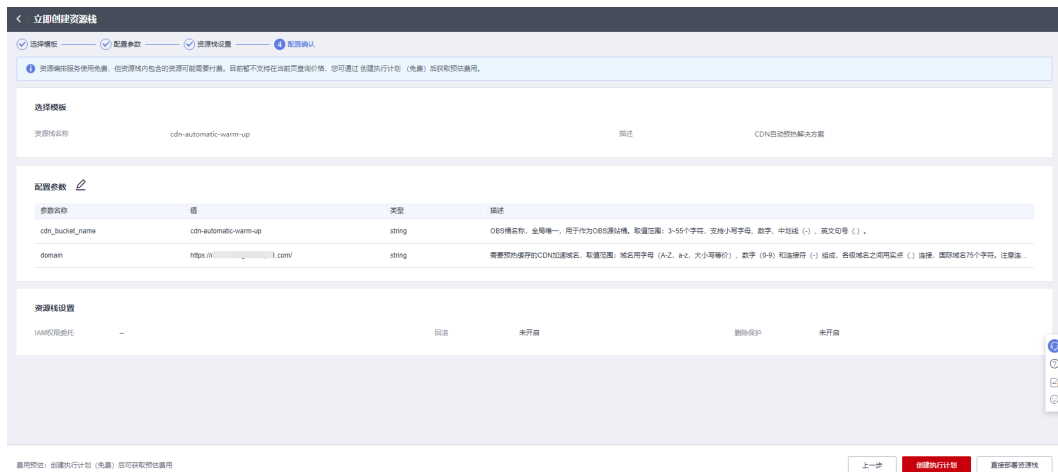 立即创建资源栈
选择模板
配置参数
资源栈设置
4 配置确认
资源编排服务使用免费，但资源栈内包含的资源可能需要付费。目前暂不支持在当前页查询价格，您可通过 创建执行计划 （免费）后获取预估费用。
选择模板
资源栈名称 cdn-automatic-warm-up 描述 CDN自动预热解决方案
配置参数
参数名称 值 类型 描述
cdn_bucket_name cdn-automatic-warm-up string OBS桶名称，全局唯一，用于作为OBS源站桶。取值范围：3~55个字符，支持小写字母、数字、中划线（-）、英文句号（.）。
domain https:// .com/ string 需要预热缓存的CDN加速域名，取值范围：域名用字母（A-Z，a-z，大小写等价）、数字（0-9）和连接符（-）组成，各级域名之间用实点（.）连接，国际域名75个字符。注意连...
资源栈设置
IAM权限委托 -- 回滚 未开启 删除保护 未开启
费用预估：创建执行计划（免费）后可获取预估费用
上一步 创建执行计划 直接部署资源栈